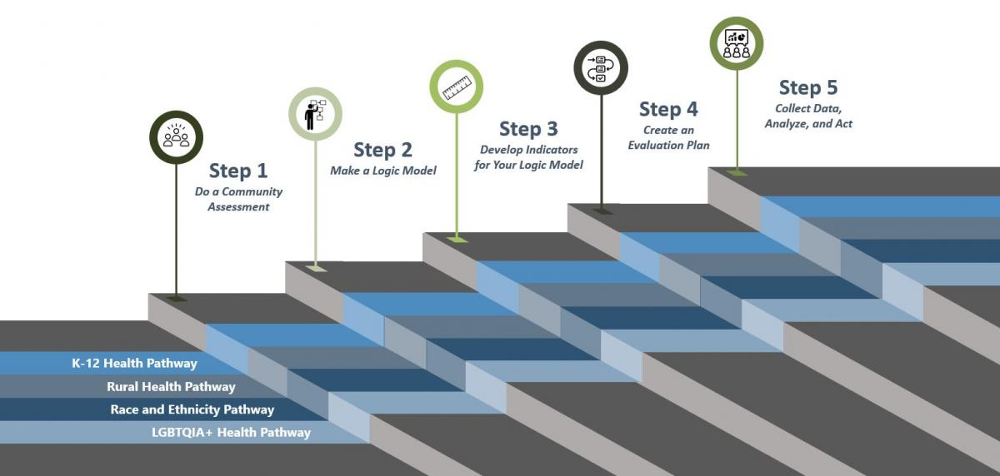 Step 1
Do a Community
Assessment
Step 2
Make a Logic Model
Step 3
Develop Indicators
for Your Logic Model
Step 4
Create an
Evaluation Plan
Step 5
Collect Data,
Analyze, and Act
K-12 Health Pathway
Rural Health Pathway
Race and Ethnicity Pathway
LGBTQIA+ Health Pathway